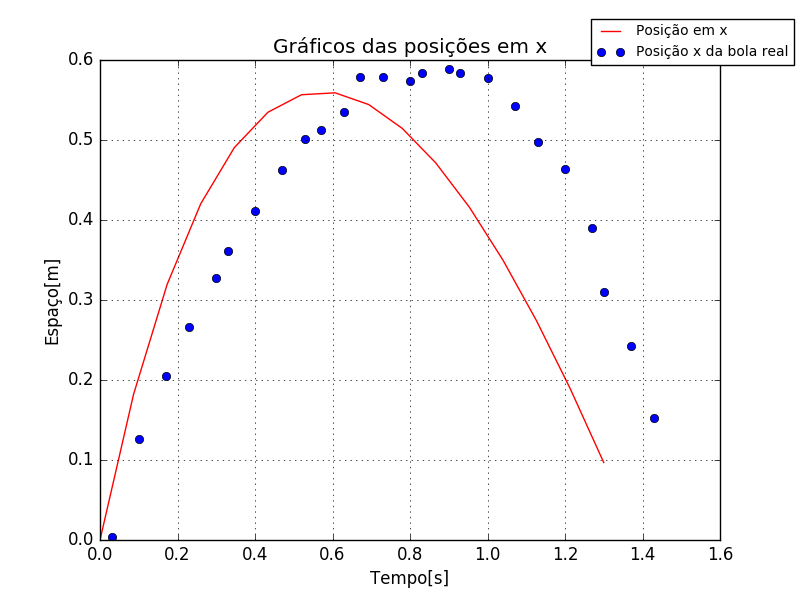 Gráficos das posições em x
Posição em x
Posição x da bola real
Espaço[m]
0.6
0.5
0.4
0.3
0.2
0.1
0.0
0.0 0.2 0.4 0.6 0.8 1.0 1.2 1.4 1.6
Tempo[s]